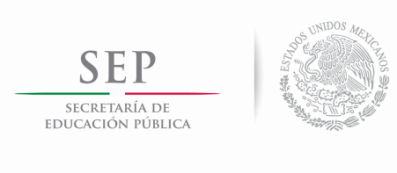 SEP
SECRETARÍA DE
EDUCACIÓN PÚBLICA
ESTADOS UNIDOS MEXICANOS